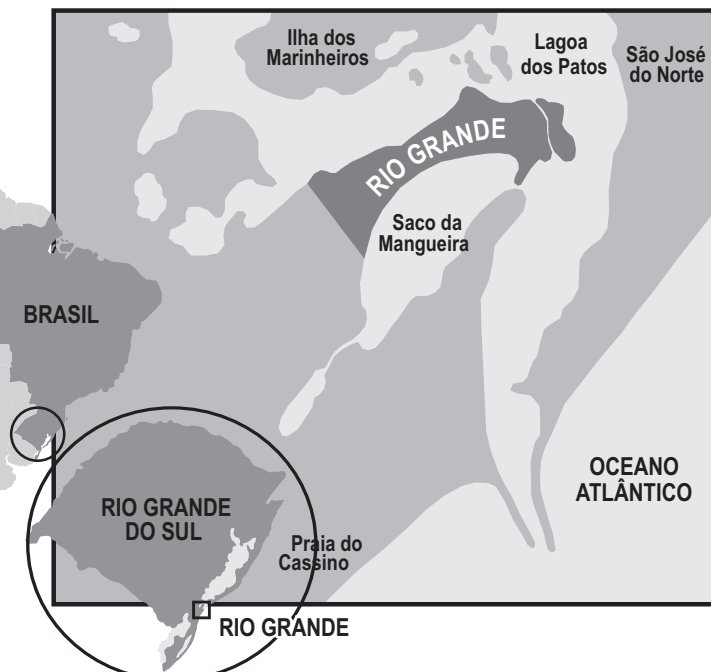 Ilha dos
Marinheiros
Lagoa
dos Patos
São José
do Norte
RIO GRANDE
Saco da
Mangueira
BRASIL
OCEANO
ATLÂNTICO
RIO GRANDE
DO SUL
Praia do
Cassino
RIO GRANDE